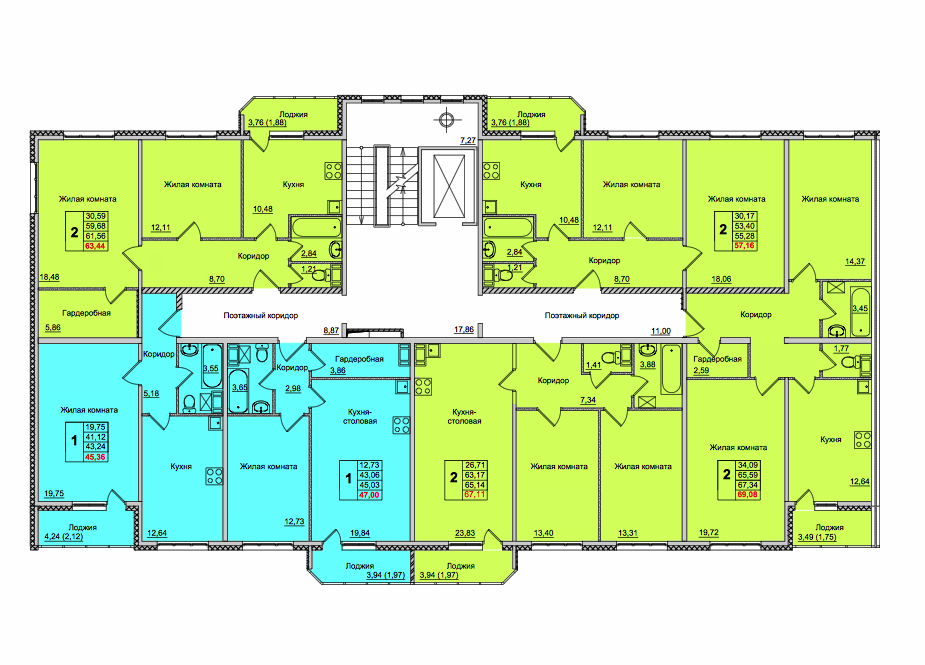 Лоджия
3,76 (1,88)
Лоджия
3,76 (1,88)
7,27
Жилая комната
30,59
59,68
2
61,56
63,44
18,48
Жилая комната
12,11
Кухня
10,48
2,84
1,21
Коридор
8,70
Гардеробная
5,86
Кухня
10,48
2,84
1,21
Жилая комната
12,11
Коридор
8,70
Жилая комната
30,17
53,40
2
55,28
57,16
18,06
Жилая комната
14,37
Поэтажный коридор
8,87
17,86
Поэтажный коридор
11,00
Коридор
3,45
1,77
Гардеробная
2,59
Коридор
5,18
3,55
3,65
Коридор
2,98
Гардеробная
3,86
Жилая комната
19,75
41,12
1
43,24
45,36
19,75
Кухня
12,64
Жилая комната
12,73
Кухня-
столовая
12,73
43,06
1
45,03
47,00
19,84
Кухня-
столовая
26,71
63,17
2
65,14
67,11
23,83
Коридор
7,34
1,41
3,88
Жилая комната
13,40
Жилая комната
13,31
Жилая комната
34,09
65,59
2
67,34
69,08
19,72
Кухня
12,64
Лоджия
4,24 (2,12)
Лоджия
3,94 (1,97)
Лоджия
3,94 (1,97)
Лоджия
3,49 (1,75)